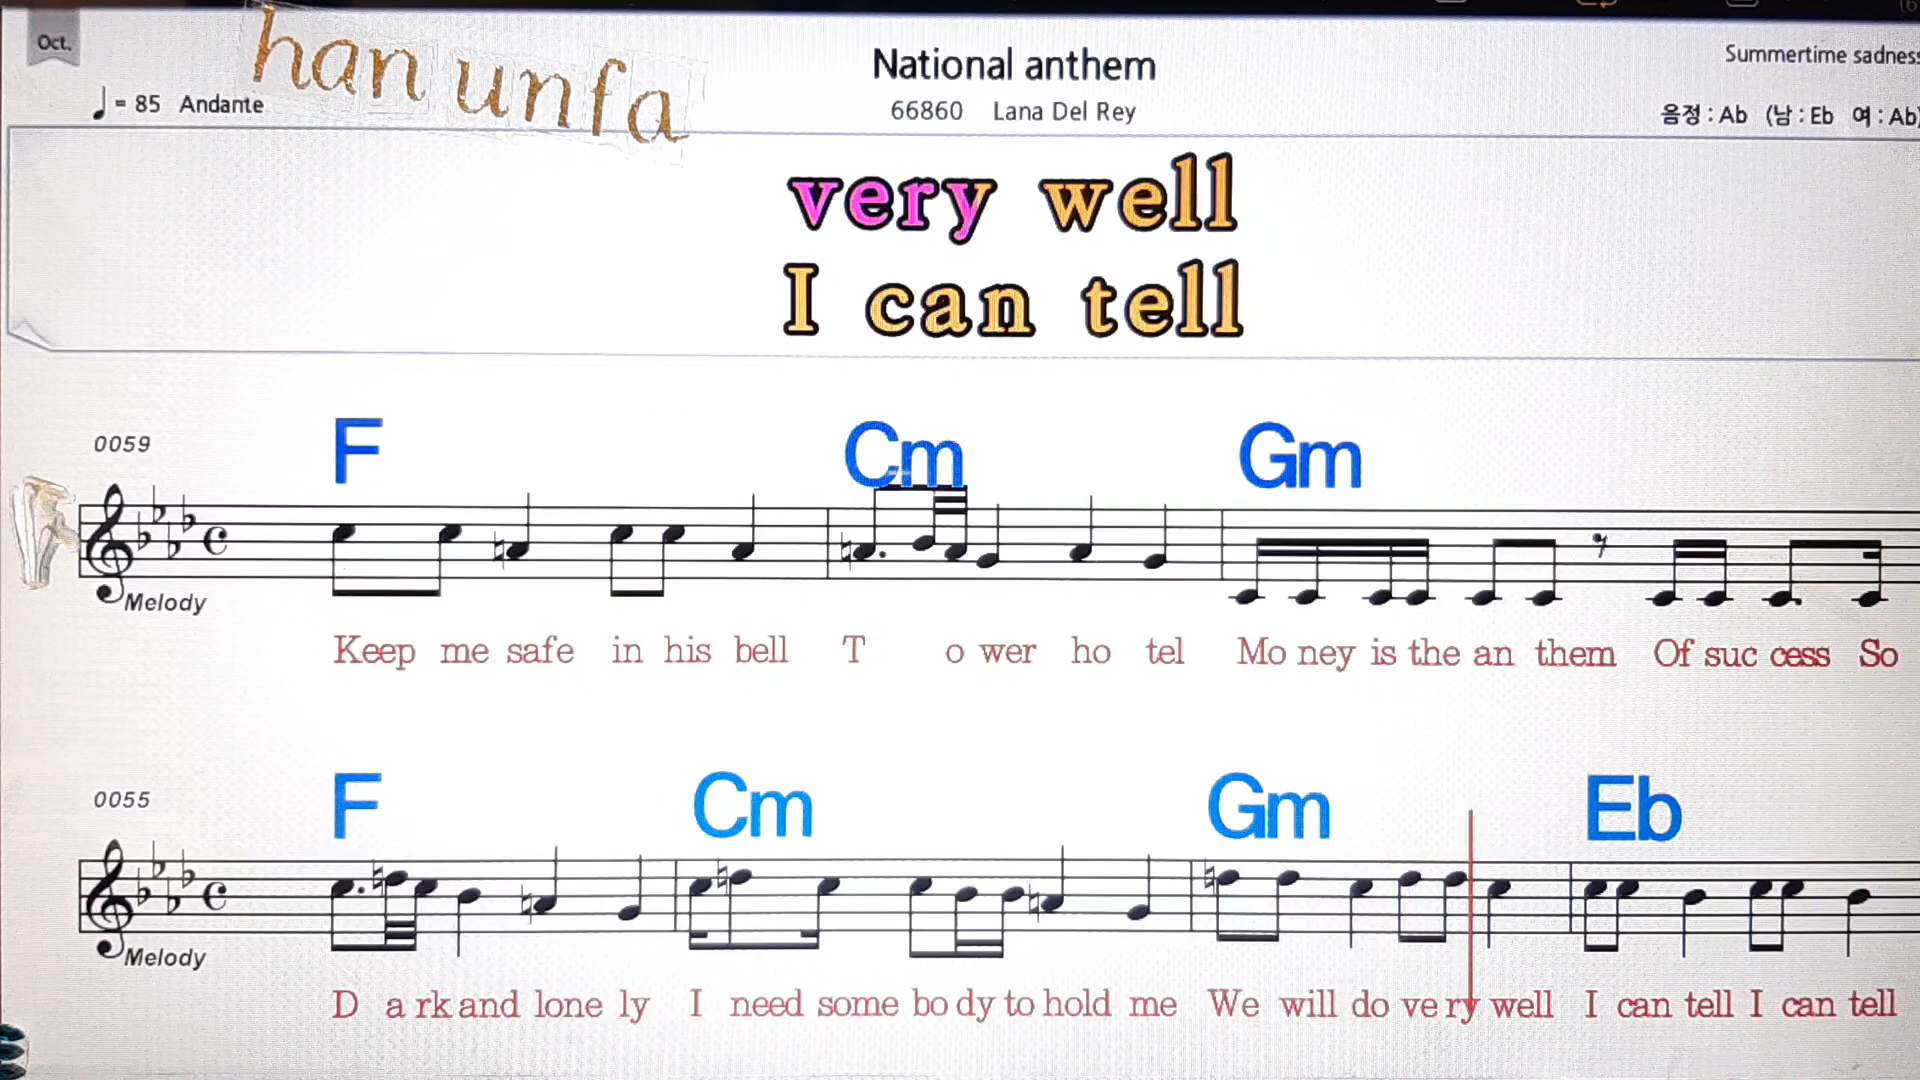 Oct.
han unfa
National anthem
Summertime sadness
♩ = 85 Andante
66860 Lana Del Rey
음정 : Ab (남 : Eb 여 : Ab)
very well
I can tell
0059
F Cm Gm
Melody
Keep me safe in his bell T o wer ho tel Mo ney is the an them Of suc cess So
0055
F Cm Gm Eb
Melody
D a rk and lone ly I need some bo dy to hold me We will do ve ry well I can tell I can tell